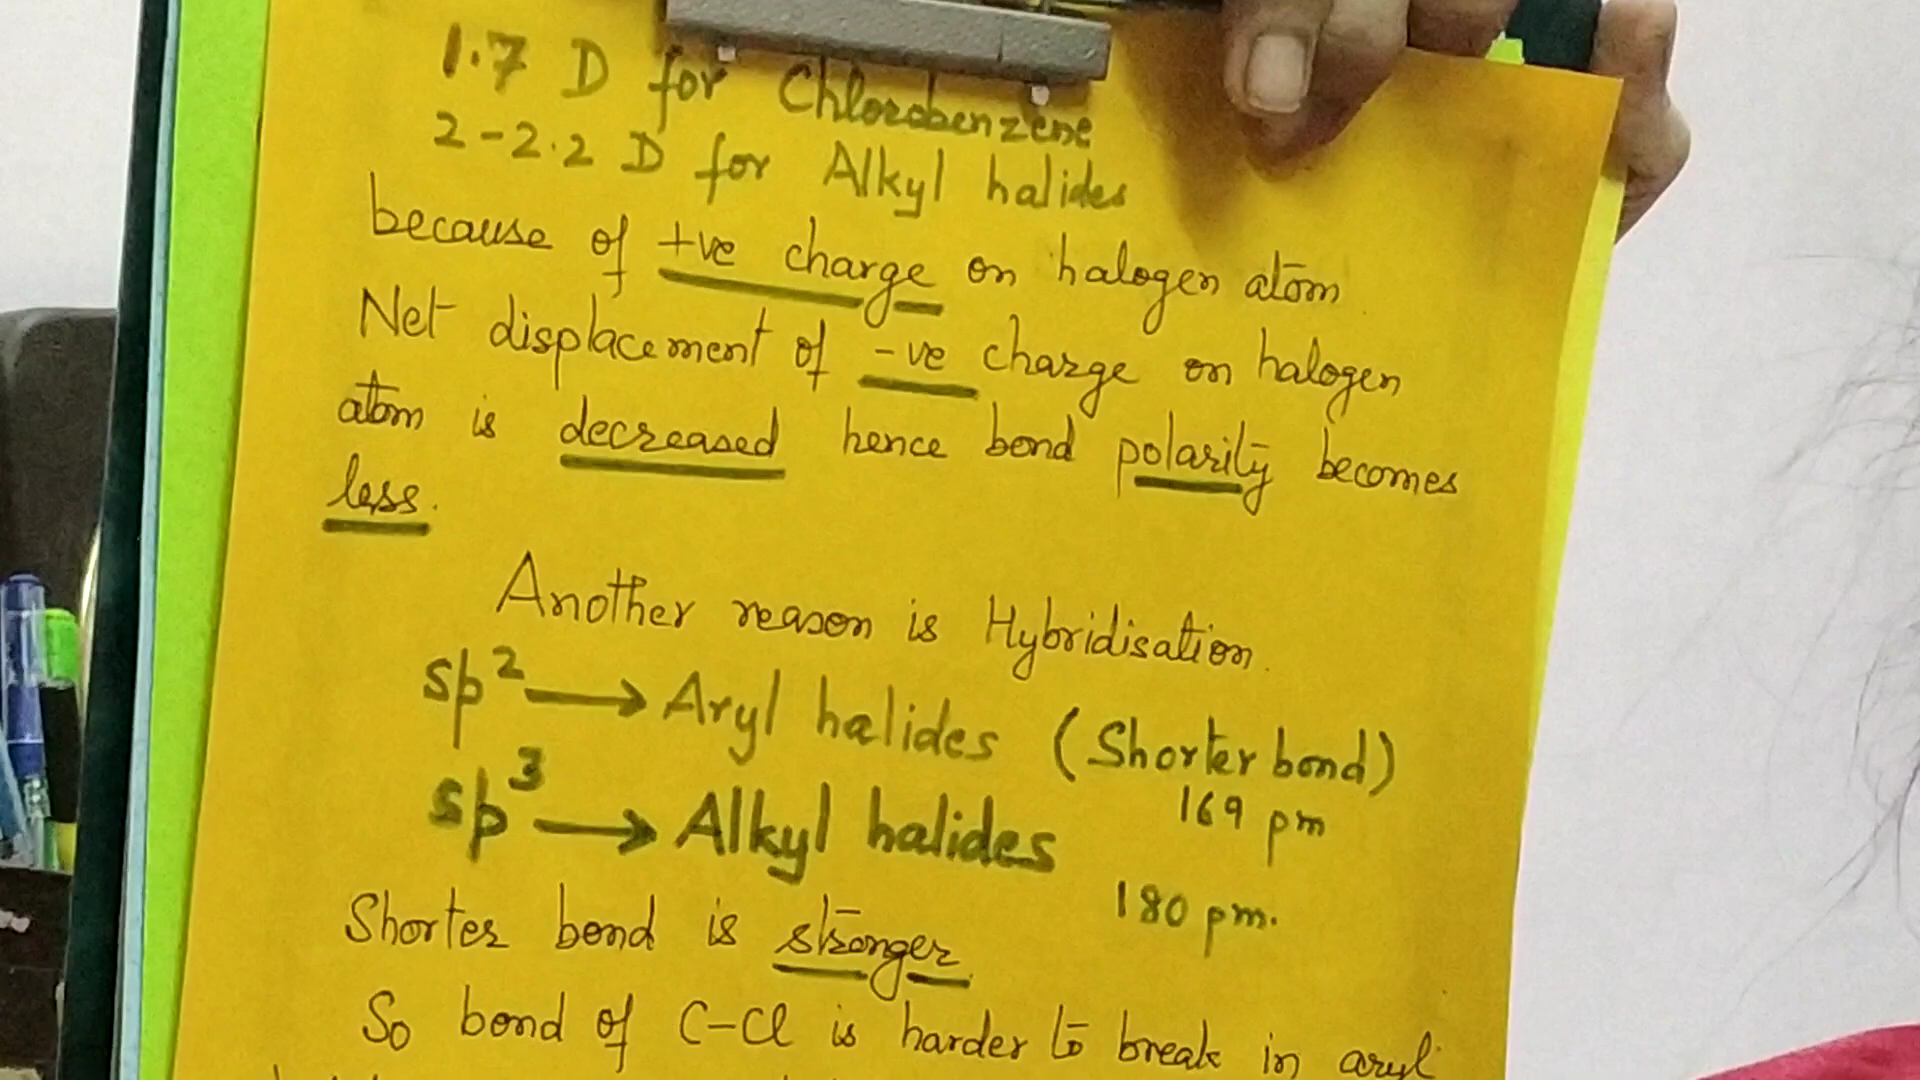 1.7 D for Chlorobenzene
2-2.2 D for Alkyl halides
because of +ve charge on halogen atom
Net displacement of -ve charge on halogen
atom is decreased hence bond polarity becomes
less.
Another reason is Hybridisation.
sp² → Aryl halides (Shorter bond)
169 pm
sp³ → Alkyl halides
180 pm.
Shorter bond is stronger.
So bond of C-Cl is harder to break in aryl